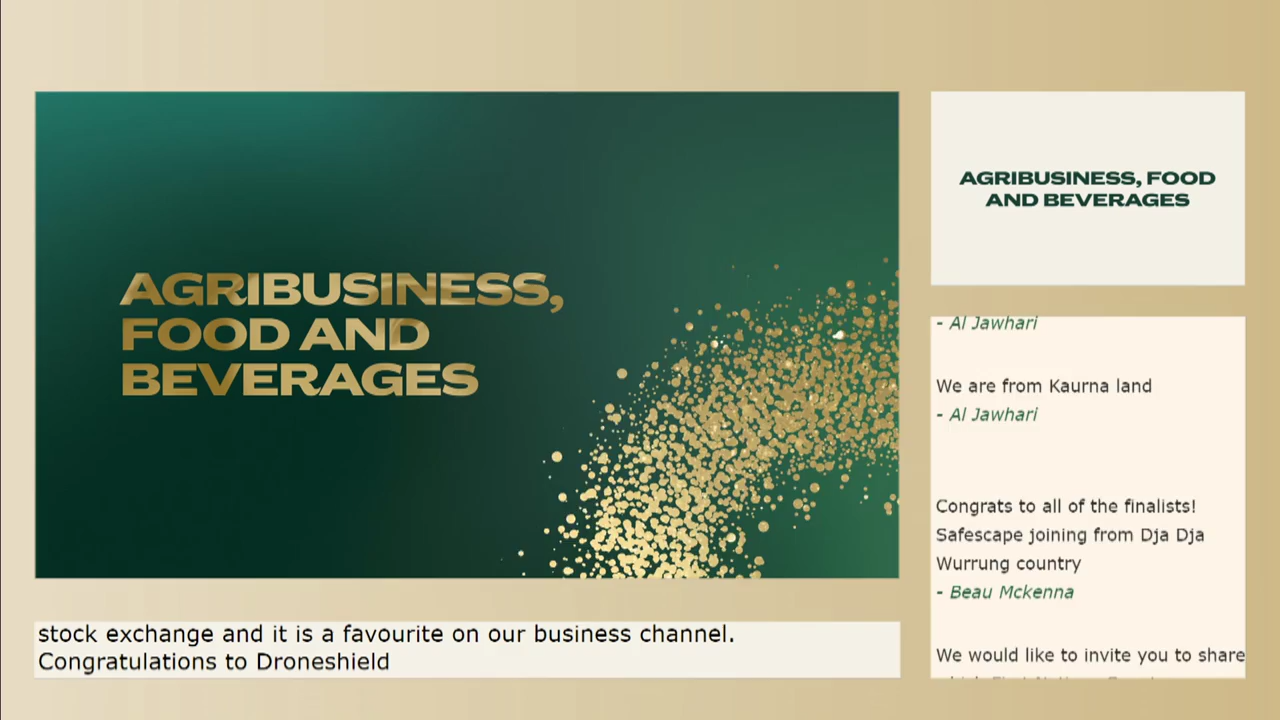 AGRIBUSINESS,
FOOD AND
BEVERAGES
stock exchange and it is a favourite on our business channel.
Congratulations to Droneshield
AGRIBUSINESS, FOOD
AND BEVERAGES
- Al Jawhari
We are from Kaurna land
- Al Jawhari
Congrats to all of the finalists!
Safescape joining from Dja Dja
Wurrung country
- Beau Mckenna
We would like to invite you to share